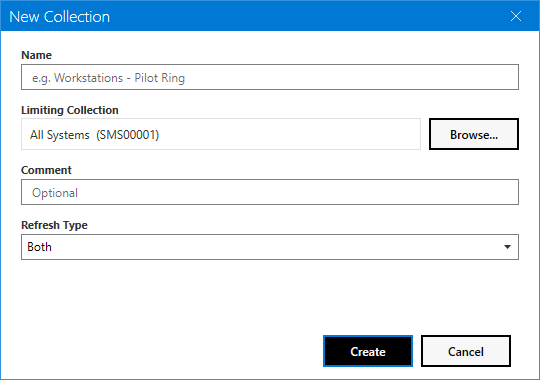 New Collection
Name
e.g. Workstations - Pilot Ring
Limiting Collection
All Systems  (SMS00001)
Browse...
Comment
Optional
Refresh Type
Both
Create
Cancel